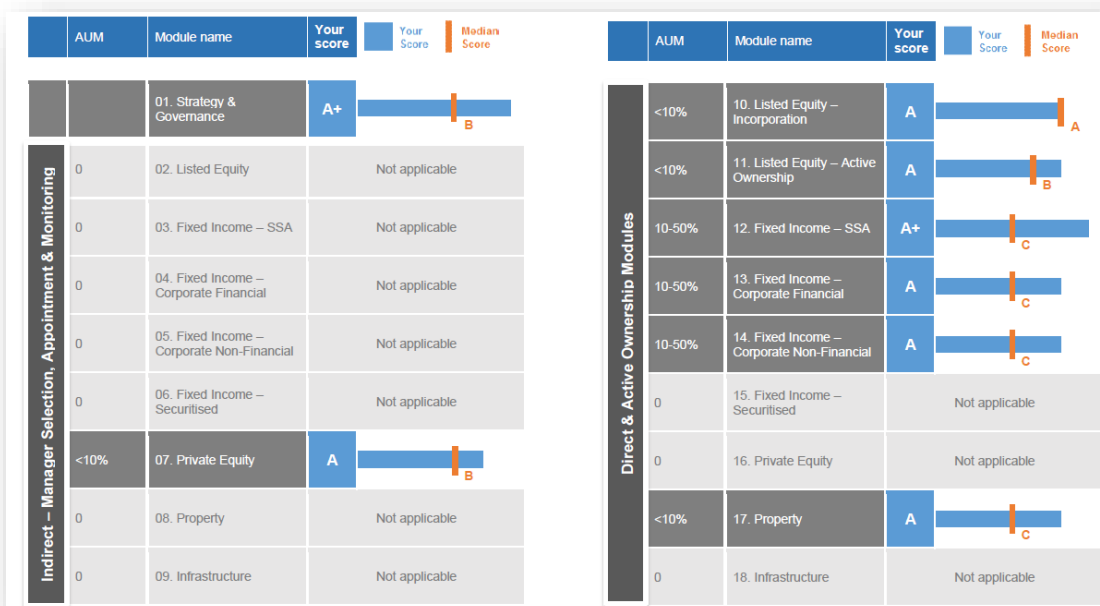 AUM
Module name
Your
score
Your
Score
Median
Score
01. Strategy &
Governance
A+
B
Indirect – Manager Selection, Appointment & Monitoring
0
02. Listed Equity
Not applicable
0
03. Fixed Income – SSA
Not applicable
0
04. Fixed Income –
Corporate Financial
Not applicable
0
05. Fixed Income –
Corporate Non-Financial
Not applicable
0
06. Fixed Income –
Securitised
Not applicable
<10%
07. Private Equity
A
B
0
08. Property
Not applicable
0
09. Infrastructure
Not applicable
AUM
Module name
Your
score
Your
Score
Median
Score
Direct & Active Ownership Modules
<10%
10. Listed Equity –
Incorporation
A
A
<10%
11. Listed Equity – Active
Ownership
A
B
10-50%
12. Fixed Income – SSA
A+
C
10-50%
13. Fixed Income –
Corporate Financial
A
C
10-50%
14. Fixed Income –
Corporate Non-Financial
A
C
0
15. Fixed Income –
Securitised
Not applicable
0
16. Private Equity
Not applicable
<10%
17. Property
A
C
0
18. Infrastructure
Not applicable